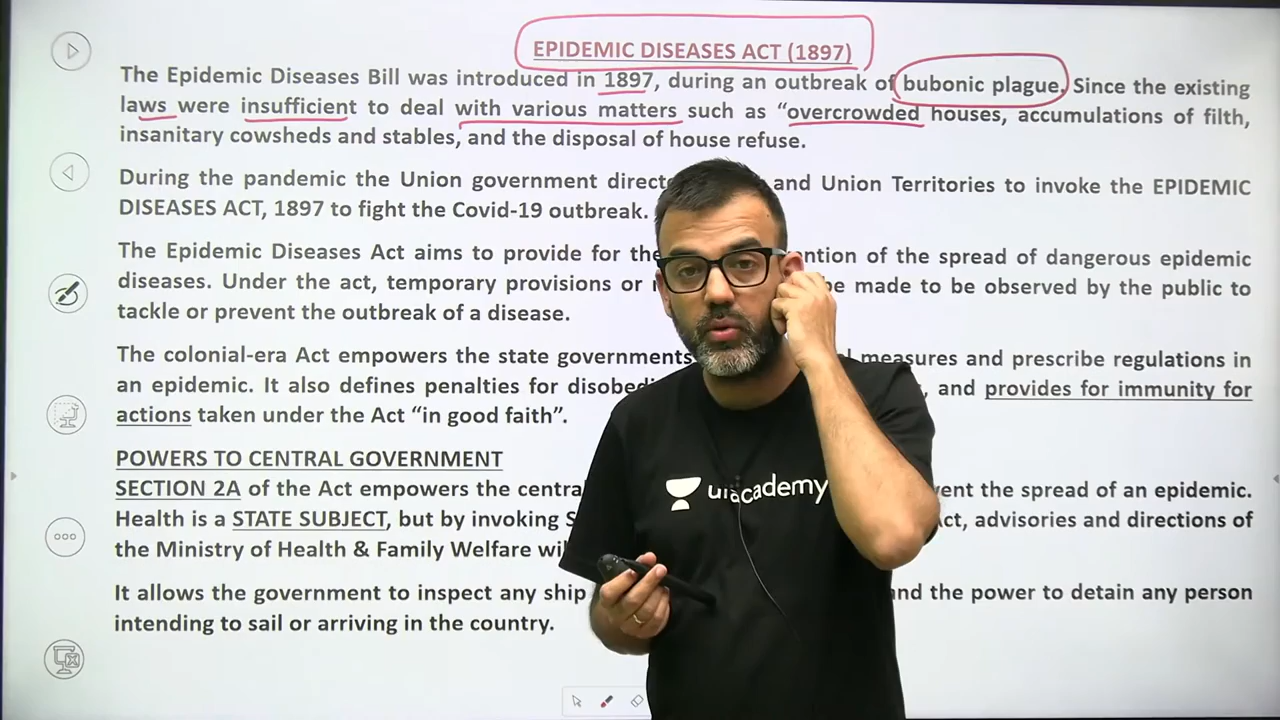 EPIDEMIC DISEASES ACT (1897)
The Epidemic Diseases Bill was introduced in 1897, during an outbreak of bubonic plague. Since the existing
laws were insufficient to deal with various matters such as “overcrowded houses, accumulations of filth,
insanitary cowsheds and stables, and the disposal of house refuse.
During the pandemic the Union government and Union Territories to invoke the EPIDEMIC
DISEASES ACT, 1897 to fight the Covid-19 outbreak.
The Epidemic Diseases Act aims to provide for the of the spread of dangerous epidemic
diseases. Under the act, temporary provisions or be made to be observed by the public to
tackle or prevent the outbreak of a disease.
The colonial-era Act empowers the state governments measures and prescribe regulations in
an epidemic. It also defines penalties for , and provides for immunity for
actions taken under the Act “in good faith”.
POWERS TO CENTRAL GOVERNMENT
SECTION 2A of the Act empowers the central the spread of an epidemic.
Health is a STATE SUBJECT, but by invoking advisories and directions of
the Ministry of Health & Family Welfare
It allows the government to inspect any ship and the power to detain any person
intending to sail or arriving in the country.
unacademy